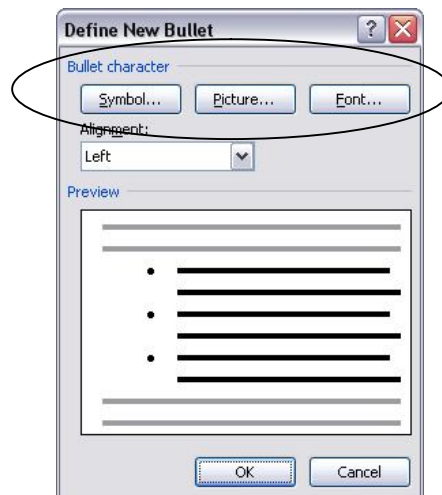 Define New Bullet ?
Bullet character
Symbol... Picture... Font...
Alignment:
Left
Preview
OK Cancel